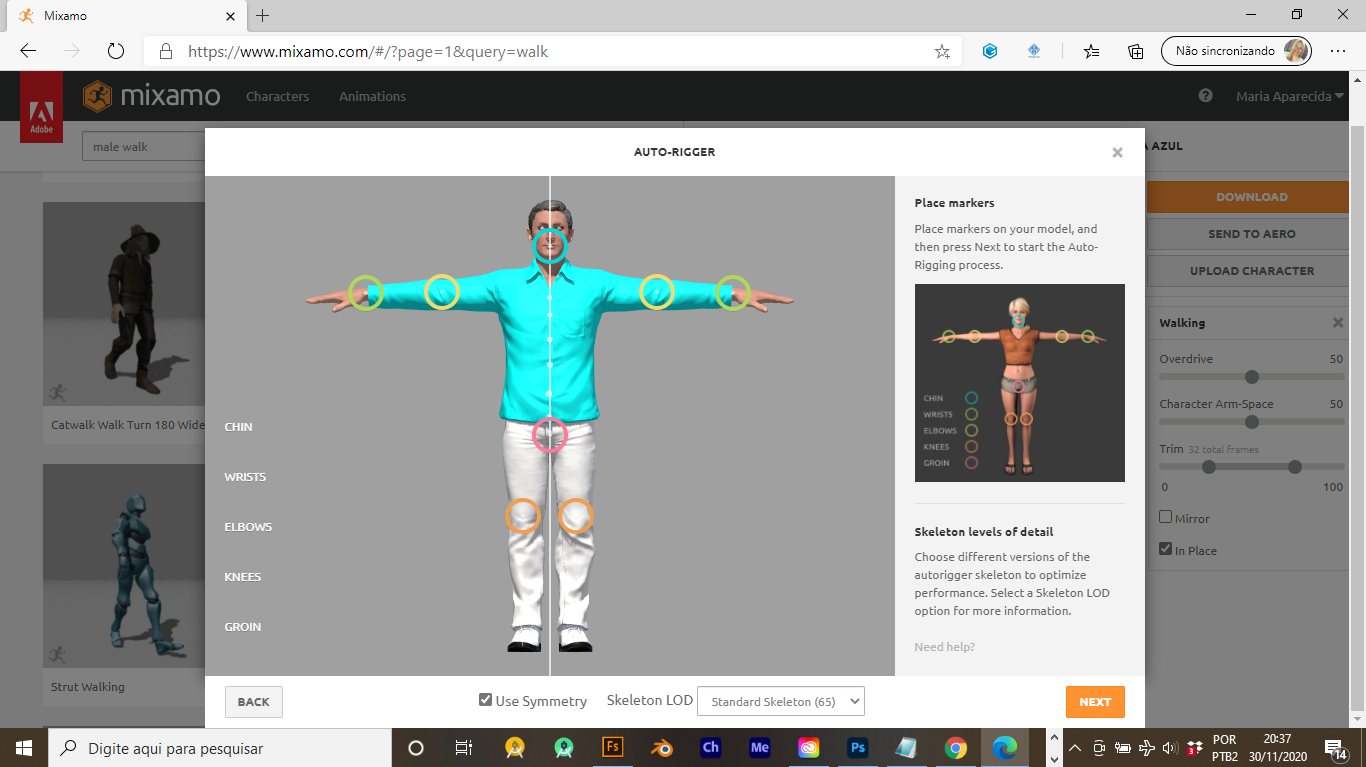 Mixamo
https://www.mixamo.com/#/?page=1&query=walk
Não sincronizando
Adobe
mixamo
Characters
Animations
Maria Aparecida
male walk
AUTO-RIGGER
AZUL
Place markers
Place markers on your model, and
then press Next to start the Auto-
Rigging process.
CHIN
WRISTS
ELBOWS
KNEES
GROIN
DOWNLOAD
SEND TO AERO
UPLOAD CHARACTER
Walking
Overdrive
50
Character Arm-Space
50
Trim
32 total frames
0
100
Mirror
In Place
Catwalk Walk Turn 180 Wide
Strut Walking
CHIN
WRISTS
ELBOWS
KNEES
GROIN
Skeleton levels of detail
Choose different versions of the
autorigger skeleton to optimize
performance. Select a Skeleton LOD
option for more information.
Need help?
BACK
Use Symmetry
Skeleton LOD
Standard Skeleton (65)
NEXT
Digite aqui para pesquisar
Fs
Ch
Me
Ps
3
POR
PTB2
20:37
30/11/2020
14